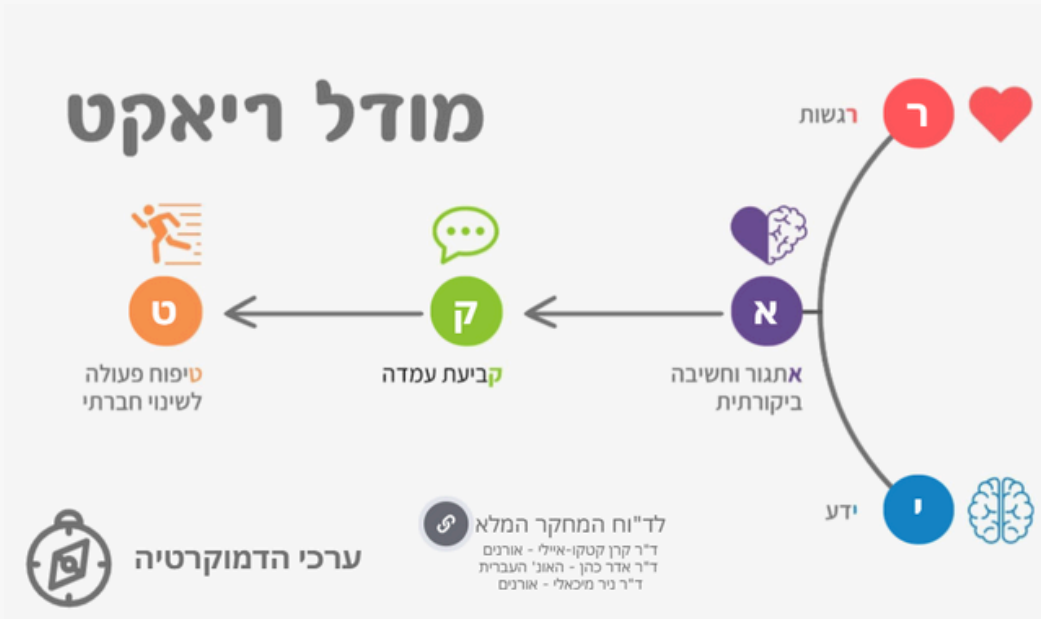 מודל ריאקט
ר
רגשות
א
אתגור וחשיבה
ביקורתית
ק
קביעת עמדה
ט
טיפוח פעולה
לשינוי חברתי
י
ידע
לד"וח המחקר המלא
ד"ר קרן קטקו-איילי - אורנים
ד"ר אדר כהן - האונ' העברית
ד"ר ניר מיכאלי - אורנים
ערכי הדמוקרטיה